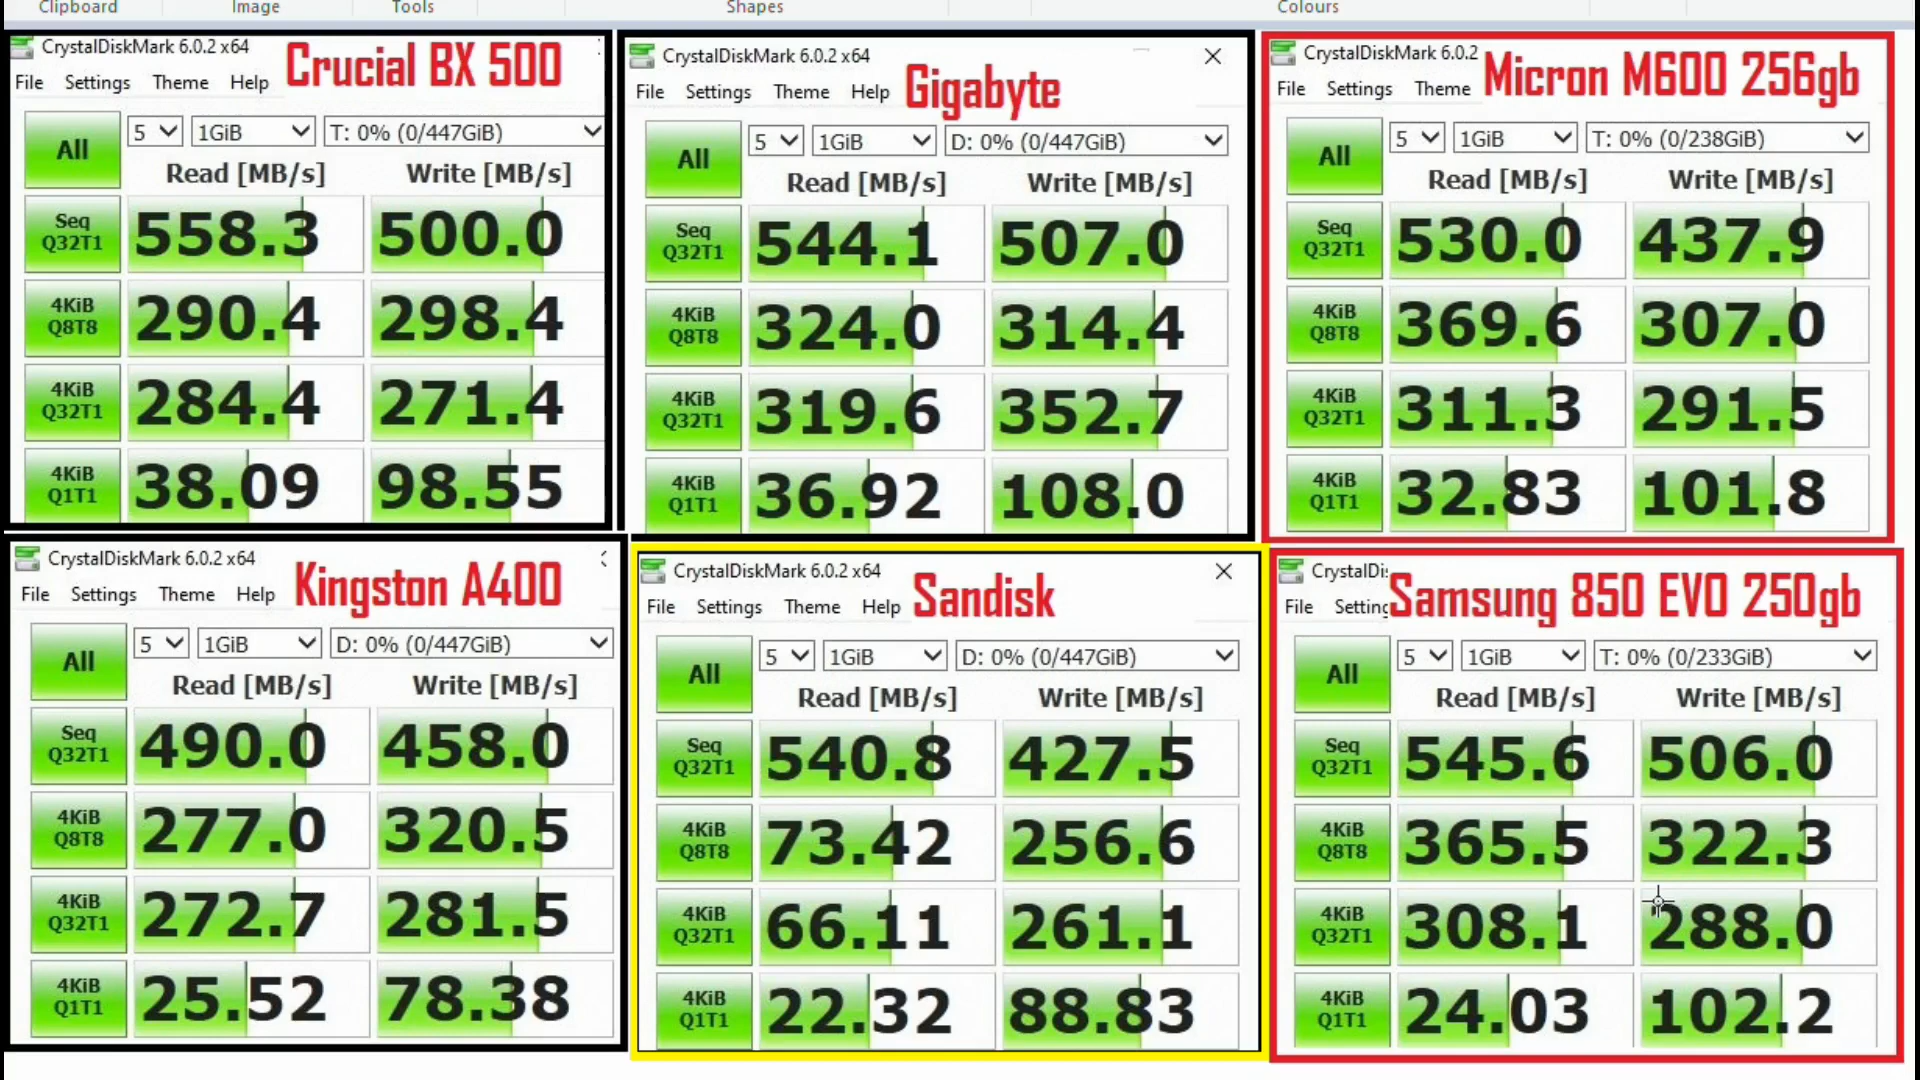 Clipboard Image Tools Shapes Colours
CrystalDiskMark 6.0.2 x64
Crucial BX 500
File Settings Theme Help
All 5 1GiB T: 0% (0/447GiB)
Read [MB/s] Write [MB/s]
Seq Q32T1 558.3 500.0
4KiB Q8T8 290.4 298.4
4KiB Q32T1 284.4 271.4
4KiB Q1T1 38.09 98.55
CrystalDiskMark 6.0.2 x64
Gigabyte
File Settings Theme Help
All 5 1GiB D: 0% (0/447GiB)
Read [MB/s] Write [MB/s]
Seq Q32T1 544.1 507.0
4KiB Q8T8 324.0 314.4
4KiB Q32T1 319.6 352.7
4KiB Q1T1 36.92 108.0
CrystalDiskMark 6.0.2
Micron M600 256gb
File Settings Theme
All 5 1GiB T: 0% (0/238GiB)
Read [MB/s] Write [MB/s]
Seq Q32T1 530.0 437.9
4KiB Q8T8 369.6 307.0
4KiB Q32T1 311.3 291.5
4KiB Q1T1 32.83 101.8
CrystalDiskMark 6.0.2 x64
Kingston A400
File Settings Theme Help
All 5 1GiB D: 0% (0/447GiB)
Read [MB/s] Write [MB/s]
Seq Q32T1 490.0 458.0
4KiB Q8T8 277.0 320.5
4KiB Q32T1 272.7 281.5
4KiB Q1T1 25.52 78.38
CrystalDiskMark 6.0.2 x64
Sandisk
File Settings Theme Help
All 5 1GiB D: 0% (0/447GiB)
Read [MB/s] Write [MB/s]
Seq Q32T1 540.8 427.5
4KiB Q8T8 73.42 256.6
4KiB Q32T1 66.11 261.1
4KiB Q1T1 22.32 88.83
CrystalDi
Samsung 850 EVO 250gb
File Setting
All 5 1GiB T: 0% (0/233GiB)
Read [MB/s] Write [MB/s]
Seq Q32T1 545.6 506.0
4KiB Q8T8 365.5 322.3
4KiB Q32T1 308.1 288.0
4KiB Q1T1 24.03 102.2